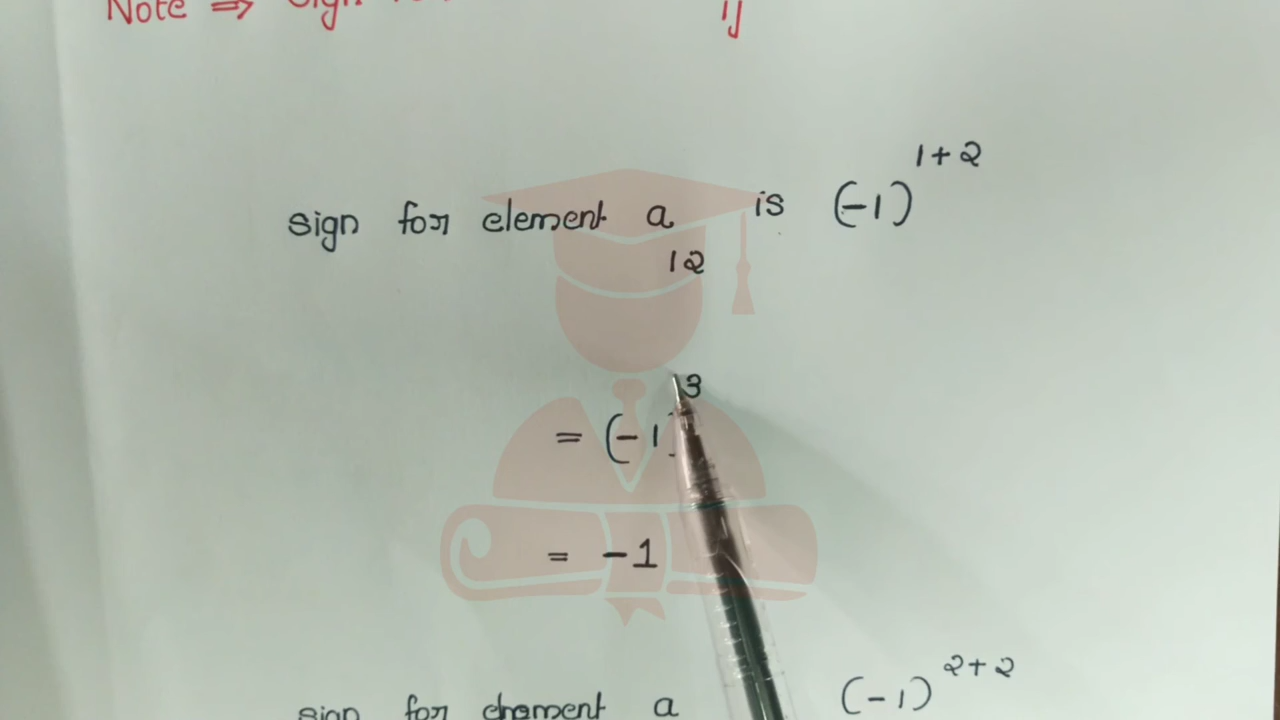 Note ⇒ Sign ij
sign for element a₁₂ is (-1)¹⁺²
= (-1)³
= -1
sign for element a (-1)²⁺²